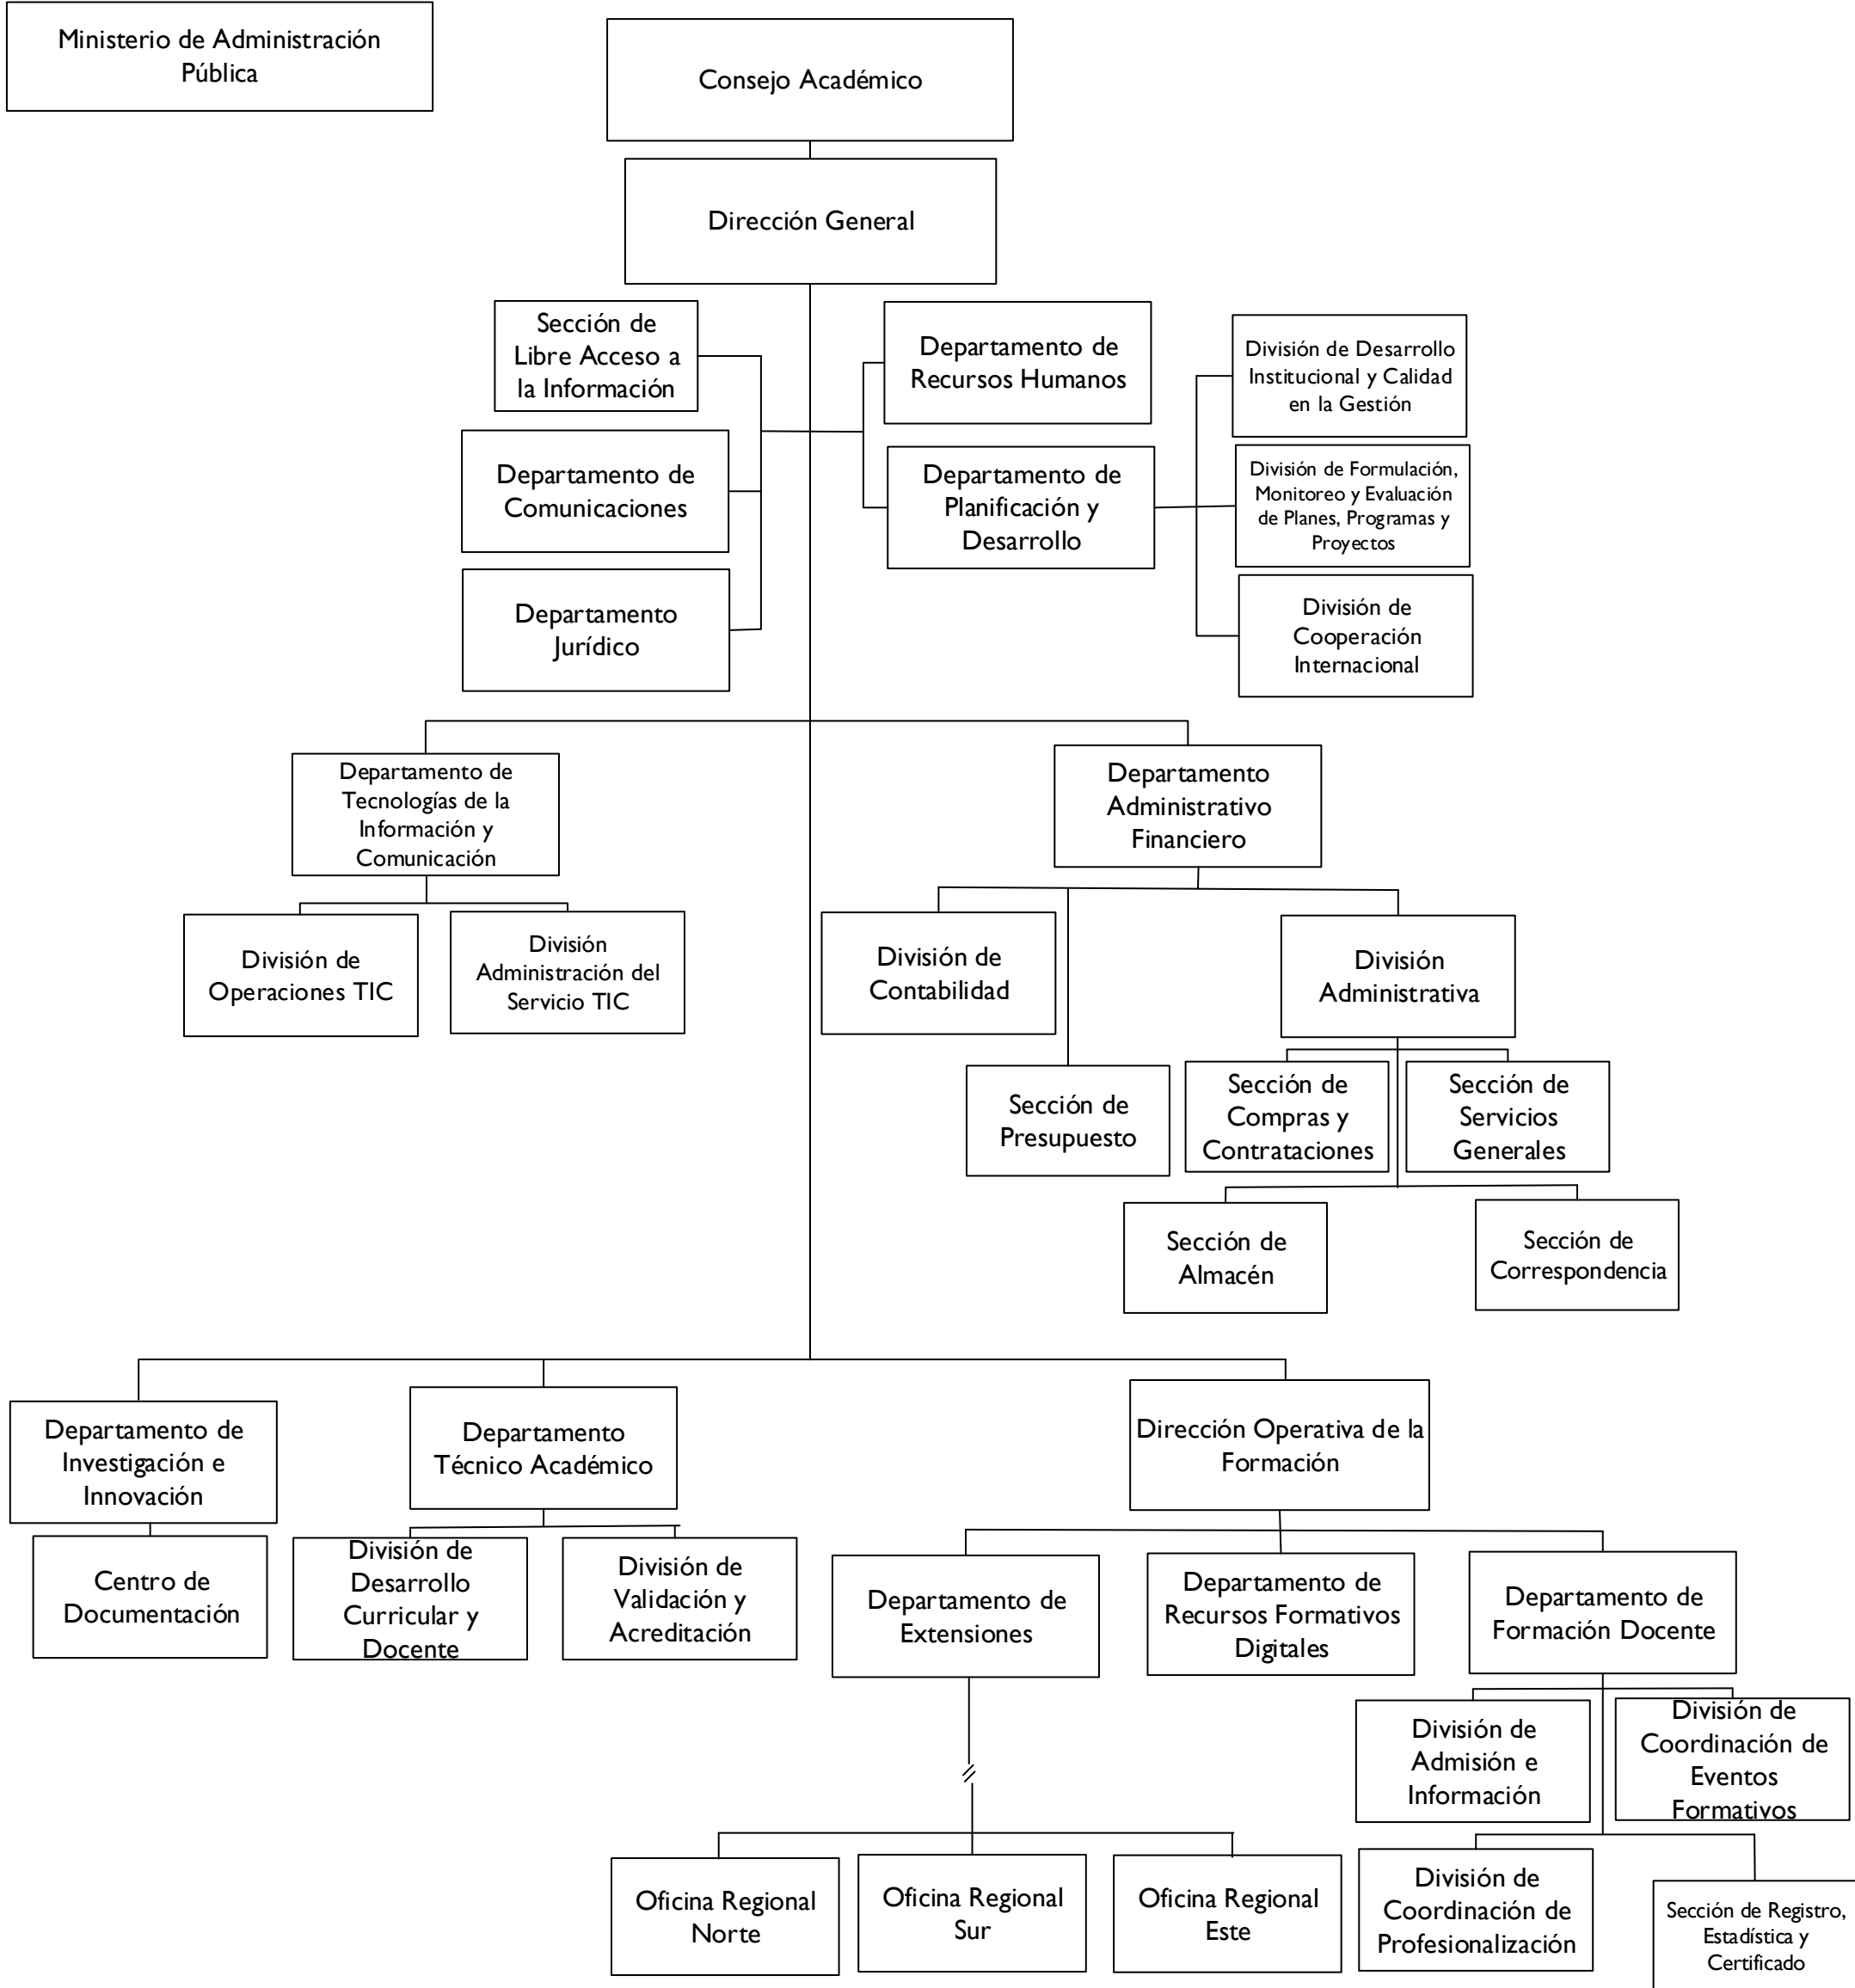 Ministerio de Administración
Pública
Consejo Académico
Dirección General
Sección de
Libre Acceso a
la Información
Departamento de
Recursos Humanos
División de Desarrollo
Institucional y Calidad
en la Gestión
Departamento de
Comunicaciones
Departamento de
Planificación y
Desarrollo
División de Formulación,
Monitoreo y Evaluación
de Planes, Programas y
Proyectos
Departamento
Jurídico
División de
Cooperación
Internacional
Departamento de
Tecnologías de la
Información y
Comunicación
Departamento
Administrativo
Financiero
División de
Operaciones TIC
División
Administración del
Servicio TIC
División de
Contabilidad
División
Administrativa
Sección de
Presupuesto
Sección de
Compras y
Contrataciones
Sección de
Servicios
Generales
Sección de
Almacén
Sección de
Correspondencia
Departamento de
Investigación e
Innovación
Departamento
Técnico Académico
Dirección Operativa de la
Formación
Centro de
Documentación
División de
Desarrollo
Curricular y
Docente
División de
Validación y
Acreditación
Departamento de
Extensiones
Departamento de
Recursos Formativos
Digitales
Departamento de
Formación Docente
División de
Admisión e
Información
División de
Coordinación de
Eventos
Formativos
Oficina Regional
Norte
Oficina Regional
Sur
Oficina Regional
Este
División de
Coordinación de
Profesionalización
Sección de Registro,
Estadística y
Certificado